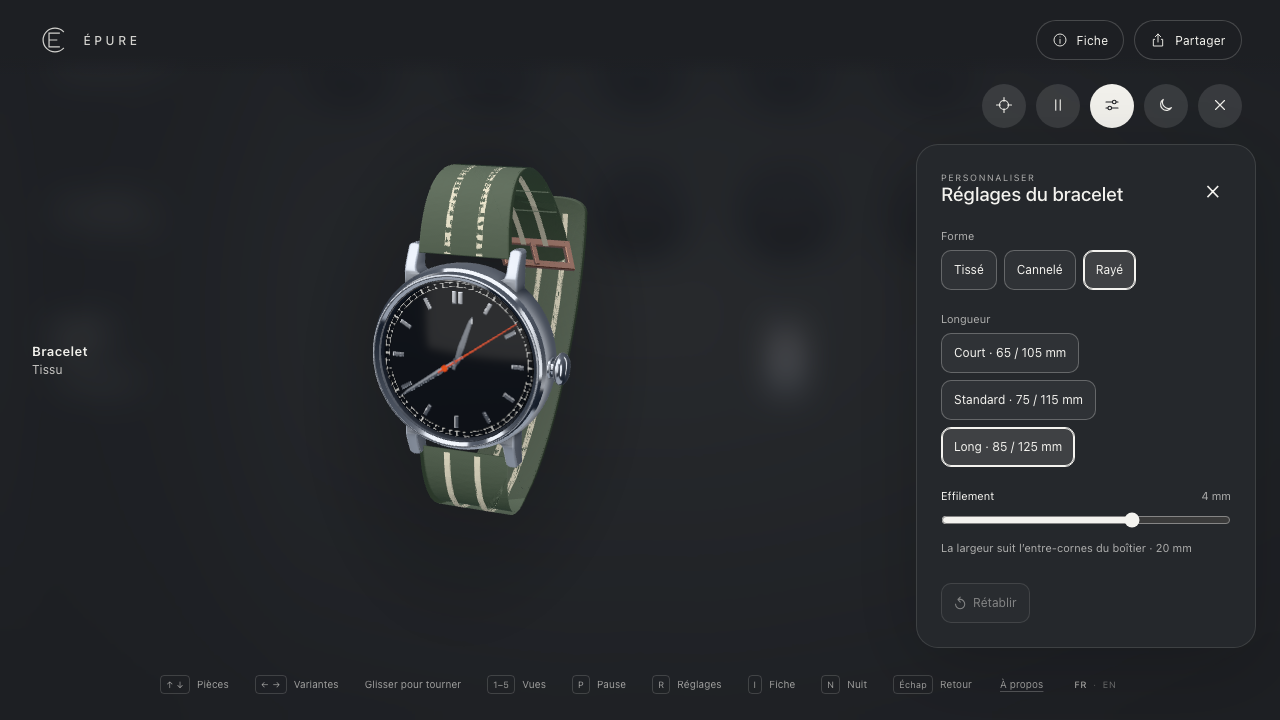 ÉPURE
Fiche
Partager
PERSONNALISER
Réglages du bracelet
Forme
Tissé
Cannelé
Rayé
Longueur
Court · 65 / 105 mm
Standard · 75 / 115 mm
Long · 85 / 125 mm
Effilement
4 mm
La largeur suit l'entre-cornes du boîtier · 20 mm
Rétablir
Bracelet
Tissu
↑ ↓ Pièces ← → Variantes Glisser pour tourner 1–5 Vues P Pause R Réglages I Fiche N Nuit Échap Retour À propos FR · EN